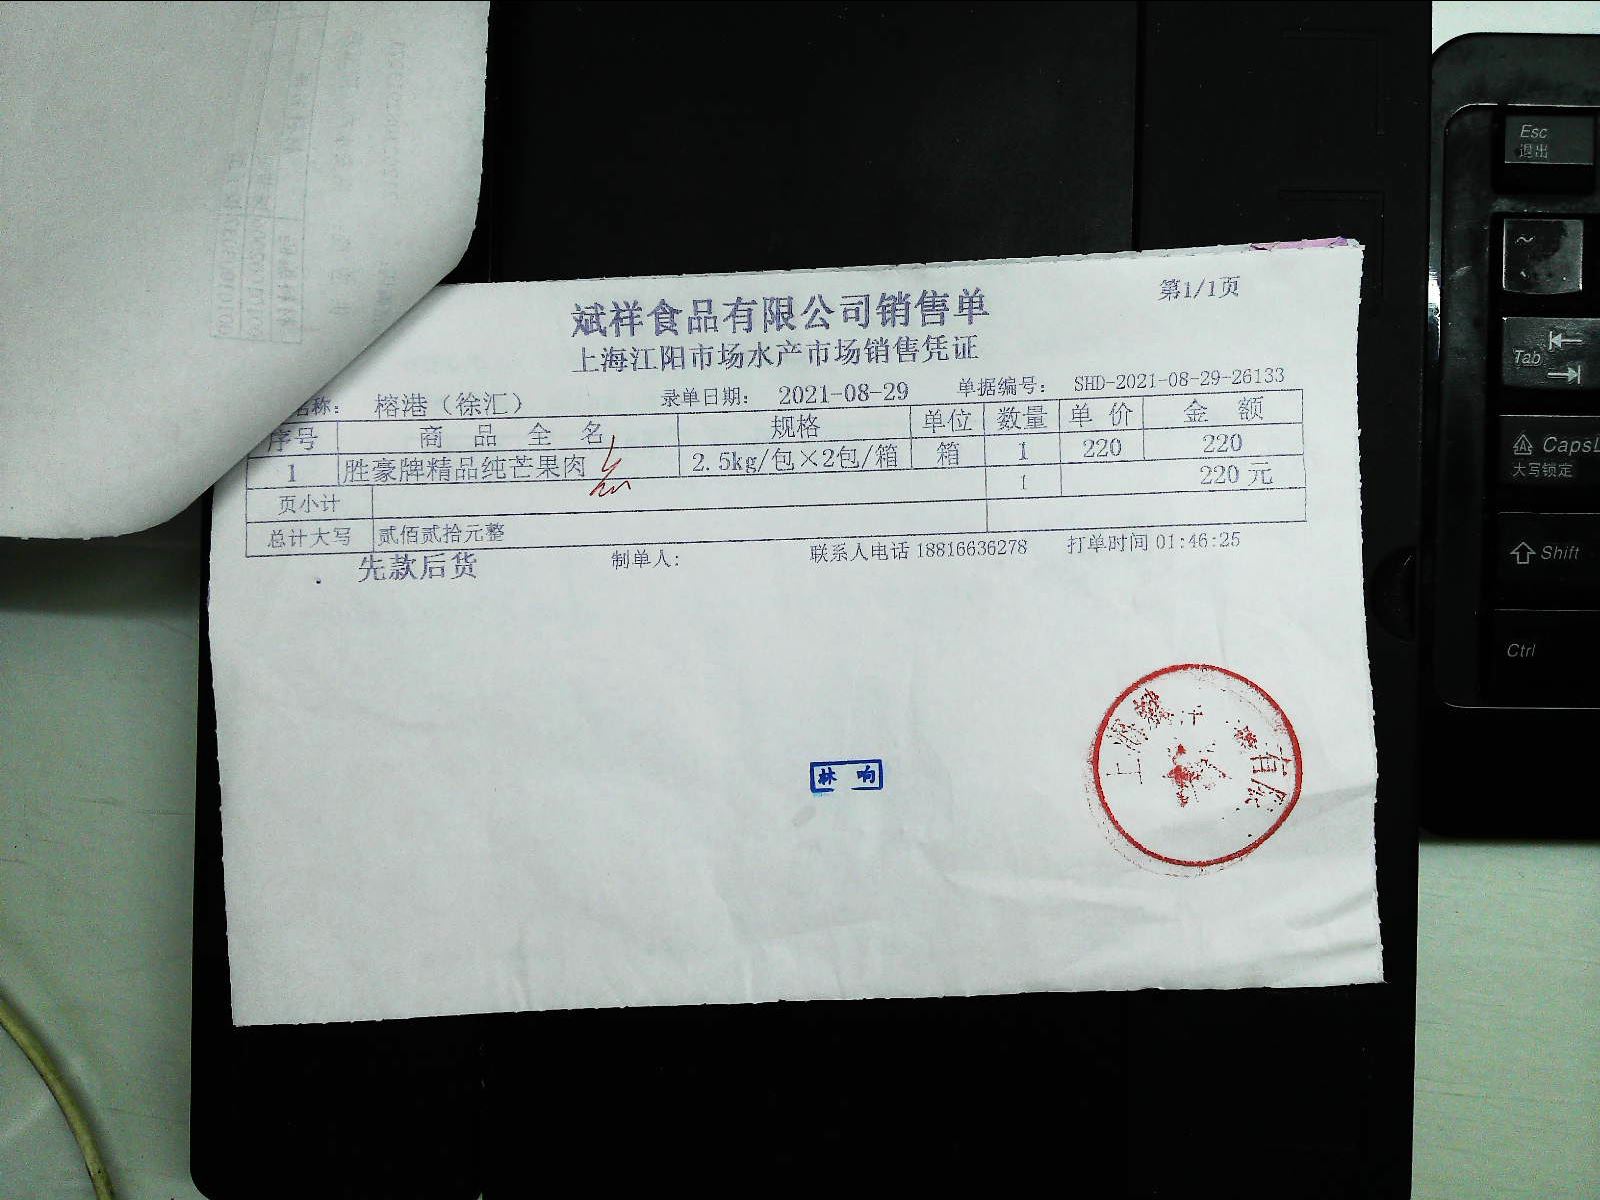 斌祥食品有限公司销售单
第1/1页
上海江阳市场水产市场销售凭证
名称： 榕港（徐汇） 录单日期： 2021-08-29 单据编号： SHD-2021-08-29-26133
序号 商品全名 规格 单位 数量 单价 金额
1 胜豪牌精品纯芒果肉 2.5kg/包×2包/箱 箱 1 220 220
页小计 1 220元
总计大写 贰佰贰拾元整
先款后货 制单人： 联系人电话 18816636278 打单时间 01:46:25
林响
上海 有限
Esc
退出
~
Tab
CapsL
大写锁定
Shift
Ctrl